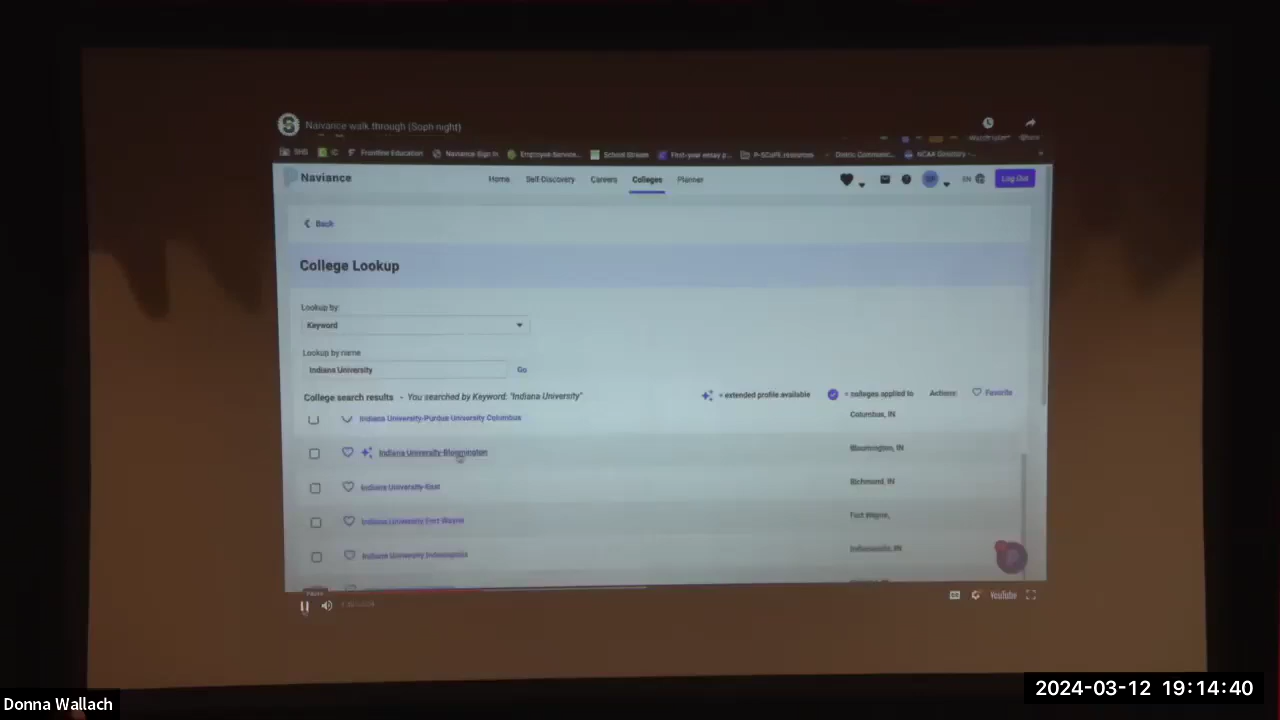 Naviance walk through (Soph night)
SHS IC Frontline Education Naviance Sign In Employee Service... School Stream First-year essay p... P-SCoPE resources NCAA Directory -...
Naviance Home Self-Discovery Careers Colleges Planner EN Log Out
Back
College Lookup
Lookup by:
Keyword
Lookup by name
Indiana University Go
College search results - You searched by Keyword: "Indiana University" = extended profile available = colleges applied to Actions: Favorite
Indiana University-Purdue University Columbus Columbus, IN
Indiana University-Bloomington Bloomington, IN
Indiana University-East Richmond, IN
Indiana University Fort Wayne Fort Wayne,
Indiana University Indianapolis Indianapolis, IN
YouTube
Donna Wallach
2024-03-12 19:14:40